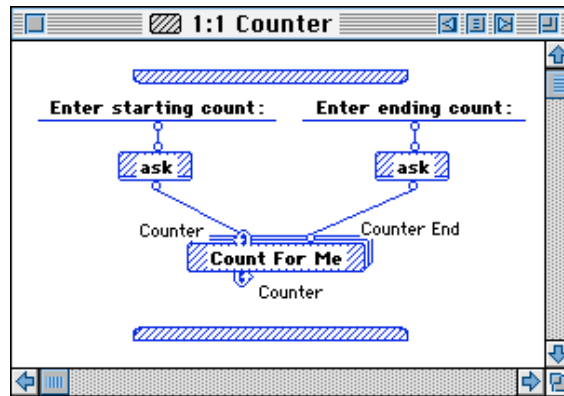 1:1 Counter
Enter starting count:
Enter ending count:
ask
ask
Counter
Counter End
Count For Me
Counter